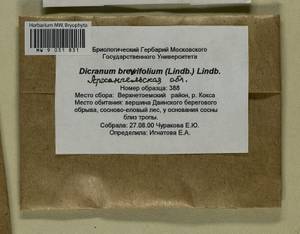 Herbarium MW, Bryophyta
MW 9 031 831
Бриологический Гербарий Московского
Государственного Университета
Dicranum brevifolium (Lindb.) Lindb.
Архангельская обл.
Номер образца: 388
Место сбора: Верхнетоемский район, р. Кокса
Место обитания: вершина Двинского берегового
обрыва, сосново-еловый лес, у основания сосны
близ тропы.
Собрала: 27.08.00 Чуракова Е.Ю.
Определила: Игнатова Е.А.